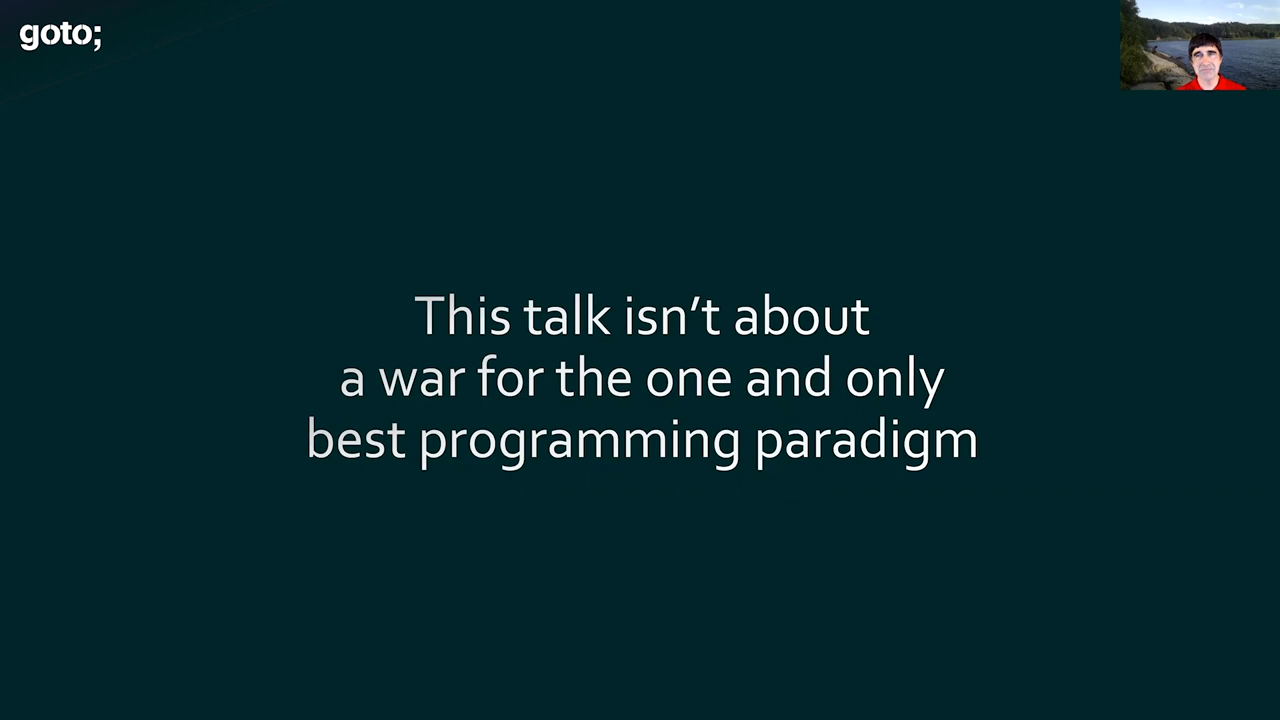 goto;
This talk isn’t about
a war for the one and only
best programming paradigm